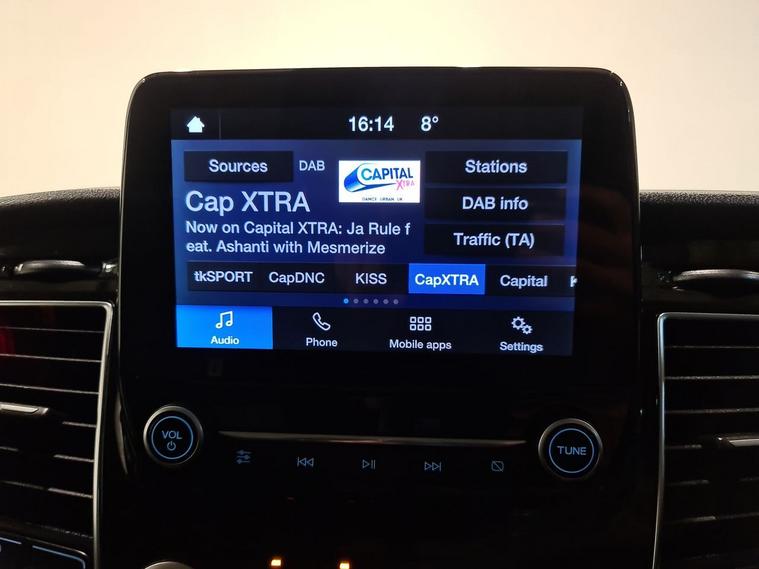 16:14 8°
Sources DAB CAPITAL XTRA Stations
DANCE URBAN UK
Cap XTRA
DAB info
Now on Capital XTRA: Ja Rule f
eat. Ashanti with Mesmerize
Traffic (TA)
tkSPORT CapDNC KISS CapXTRA Capital
Audio Phone Mobile apps Settings
VOL
TUNE